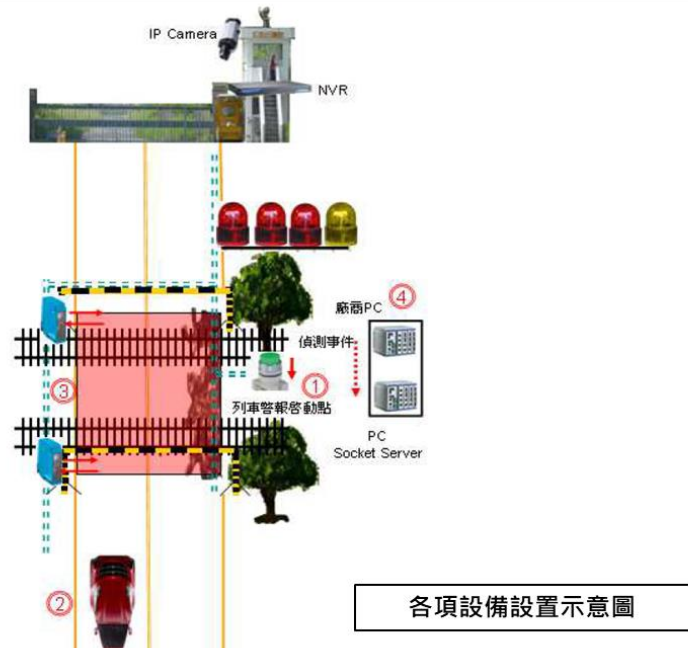 IP Camera
NVR
廠商PC
④
偵測事件
①
③
列車警報啓動點
PC
Socket Server
②
各項設備設置示意圖